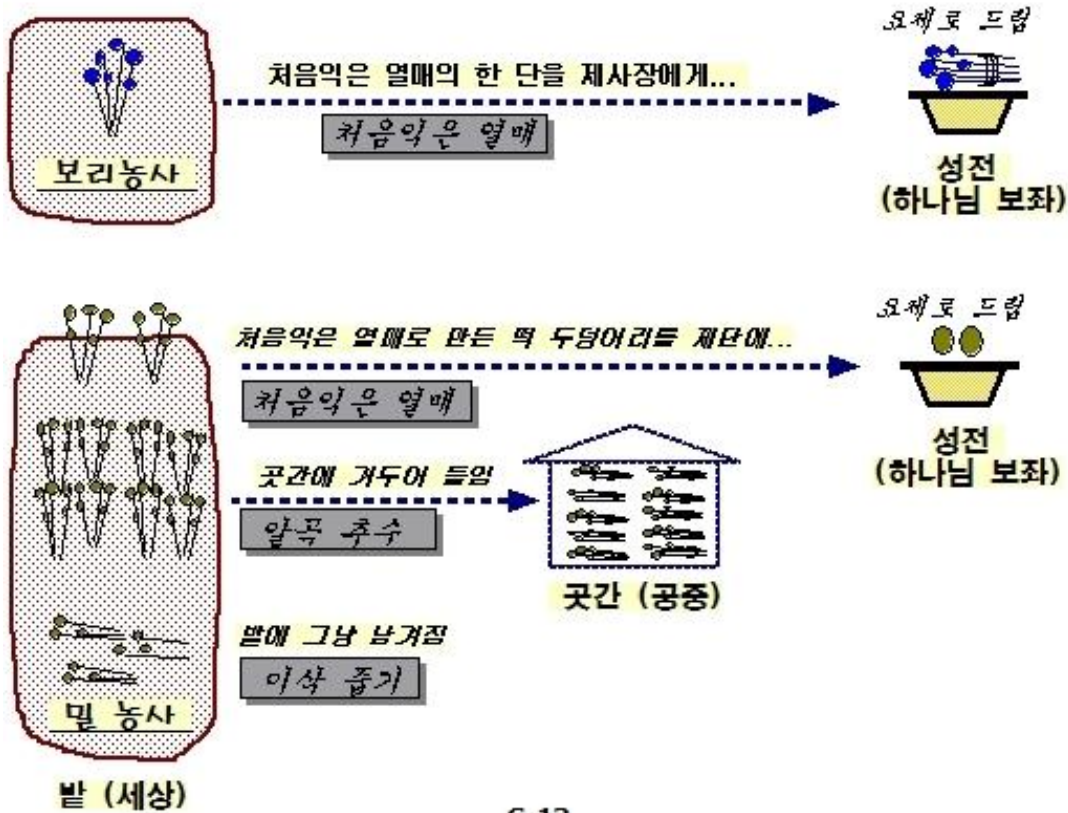 요제로 드림
처음익은 열매의 한 단을 제사장에게...
처음익은 열매
보리농사
성전
(하나님 보좌)
요제로 드림
처음익은 열매로 만든 떡 두덩어리를 제단에...
처음익은 열매
성전
(하나님 보좌)
곳간에 거두어 들임
알곡 추수
곳간 (공중)
밭에 그냥 남겨짐
이삭 줍기
밀 농사
밭 (세상)